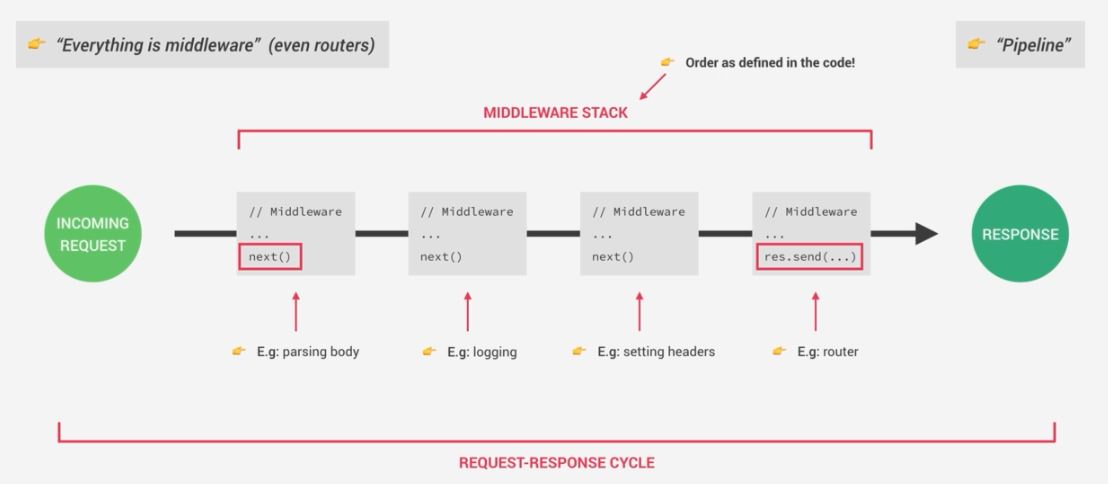 “Everything is middleware” (even routers)
“Pipeline”
Order as defined in the code!
MIDDLEWARE STACK
INCOMING
REQUEST
// Middleware
...
next()
// Middleware
...
next()
// Middleware
...
next()
// Middleware
...
res.send(...)
RESPONSE
E.g: parsing body
E.g: logging
E.g: setting headers
E.g: router
REQUEST-RESPONSE CYCLE